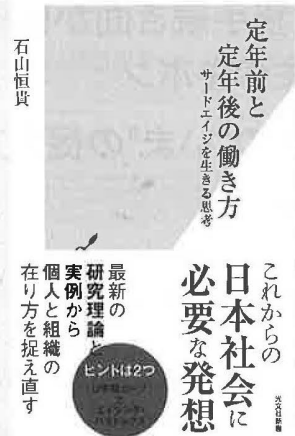 定年前と
定年後の働き方
サードエイジを生きる思考
石山恒貴
これからの
日本社会に
必要な発想
光文社新書
最新の
研究理論と
実例から
個人と組織の
在り方を捉え直す
ヒントは2つ